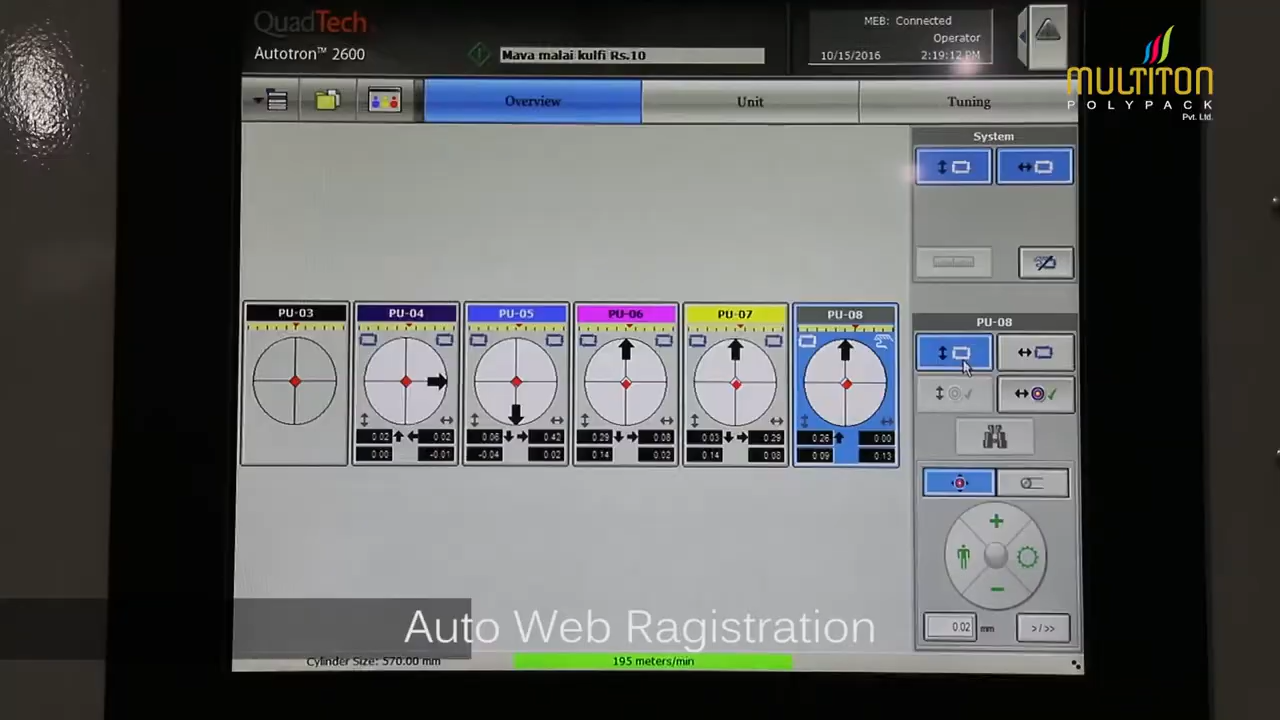 QuadTech
Autotron™ 2600
Mava malai kulfi Rs.10
MEB: Connected
Operator
10/15/2016 2:19:12 PM
MULTITON
POLYPACK
Pvt. Ltd.
Overview Unit Tuning
System
PU-03 PU-04 PU-05 PU-06 PU-07 PU-08
0.02 0.02 0.06 0.42 0.29 0.08 0.03 0.29 0.26 0.00
0.00 -0.01 -0.04 0.02 0.14 0.02 0.14 0.08 0.09 0.13
PU-08
0.02 mm >/>>
Auto Web Ragistration
Cylinder Size: 570.00 mm 195 meters/min